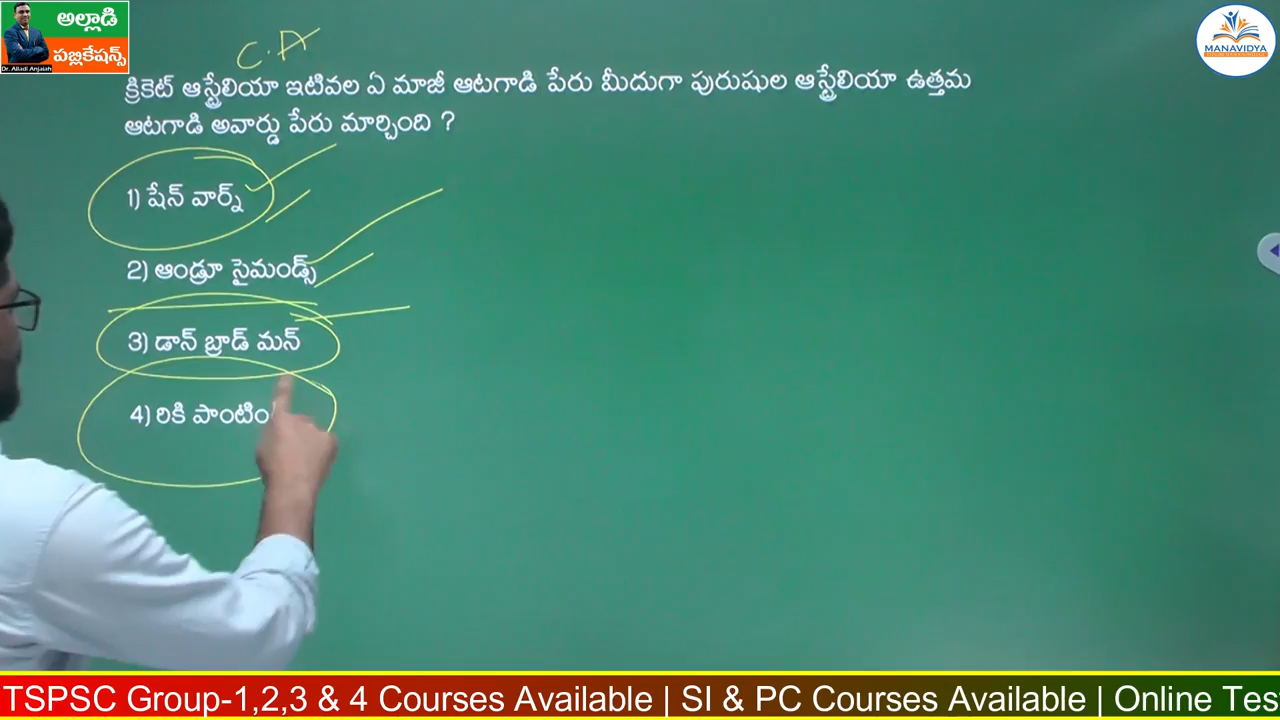 అల్లాడి
పబ్లికేషన్స్
Dr. Alladi Anjaiah
MANAVIDYA
C.A
క్రికెట్ ఆస్ట్రేలియా ఇటీవల ఏ మాజీ ఆటగాడి పేరు మీదుగా పురుషుల ఆస్ట్రేలియా ఉత్తమ
ఆటగాడి అవార్డు పేరు మార్చింది ?
1) షేన్ వార్న్
2) ఆండ్రూ సైమండ్స్
3) డాన్ బ్రాడ్ మన్
4) రికి
TSPSC Group-1,2,3 & 4 Courses Available | SI & PC Courses Available | Online Tes